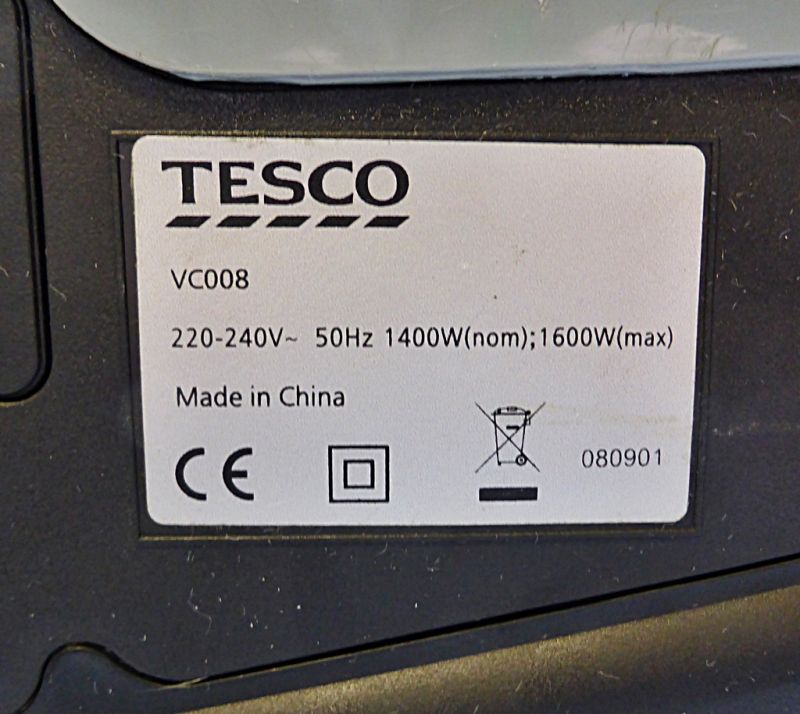 TESCO
VC008
220-240V~ 50Hz 1400W(nom);1600W(max)
Made in China
CE
080901